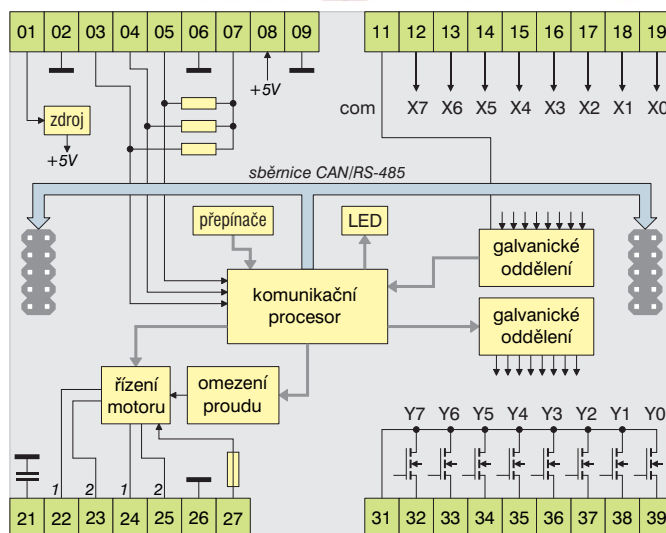 01 02 03 04 05 06 07 08 09
11 12 13 14 15 16 17 18 19
+5V
com X7 X6 X5 X4 X3 X2 X1 X0
zdroj
+5V
sběrnice CAN/RS-485
přepínače
LED
galvanické
oddělení
komunikační
procesor
galvanické
oddělení
řízení
motoru
omezení
proudu
Y7 Y6 Y5 Y4 Y3 Y2 Y1 Y0
1 2 1 2
21 22 23 24 25 26 27
31 32 33 34 35 36 37 38 39